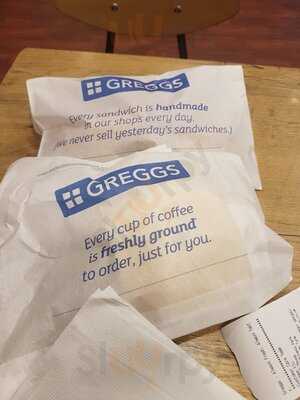 GREGGS
Every sandwich is handmade
in our shops every day.
(we never sell yesterday's sandwiches.)
GREGGS
Every cup of coffee
is freshly ground
to order, just for you.